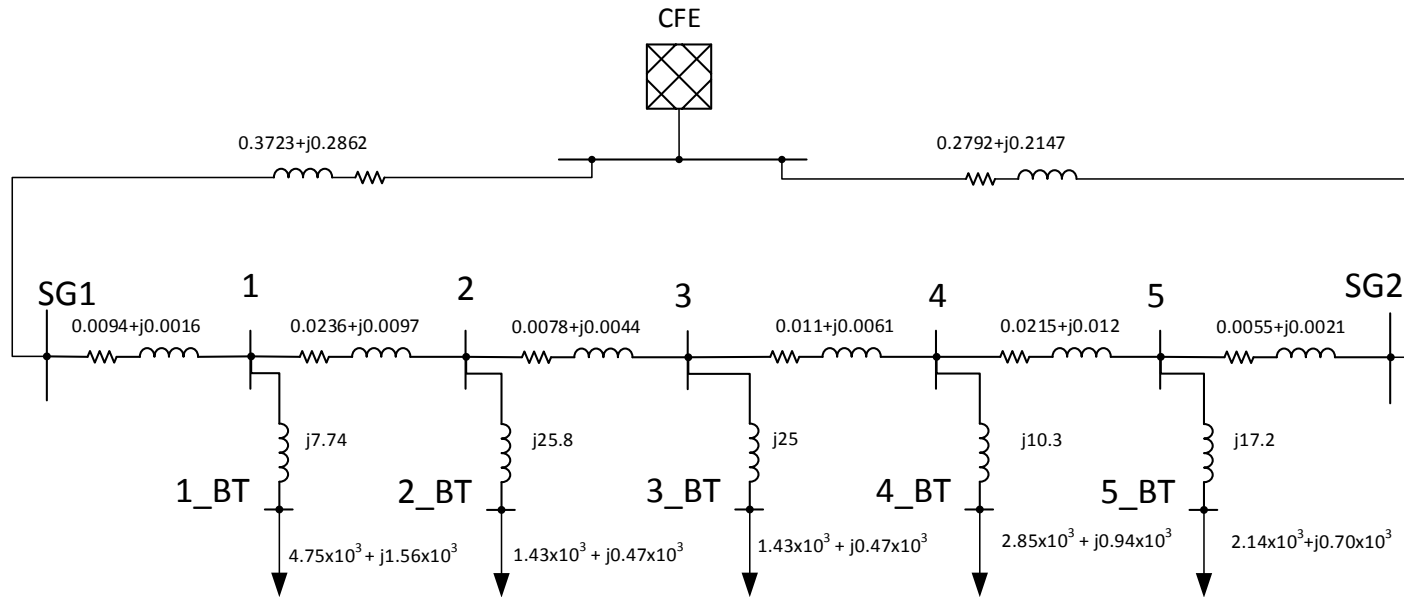 CFE
0.3723+j0.2862
0.2792+j0.2147
SG1
1
2
3
4
5
SG2
0.0094+j0.0016
0.0236+j0.0097
0.0078+j0.0044
0.011+j0.0061
0.0215+j0.012
0.0055+j0.0021
j7.74
j25.8
j25
j10.3
j17.2
1_BT
2_BT
3_BT
4_BT
5_BT
4.75x10³ + j1.56x10³
1.43x10³ + j0.47x10³
1.43x10³ + j0.47x10³
2.85x10³ + j0.94x10³
2.14x10³+j0.70x10³